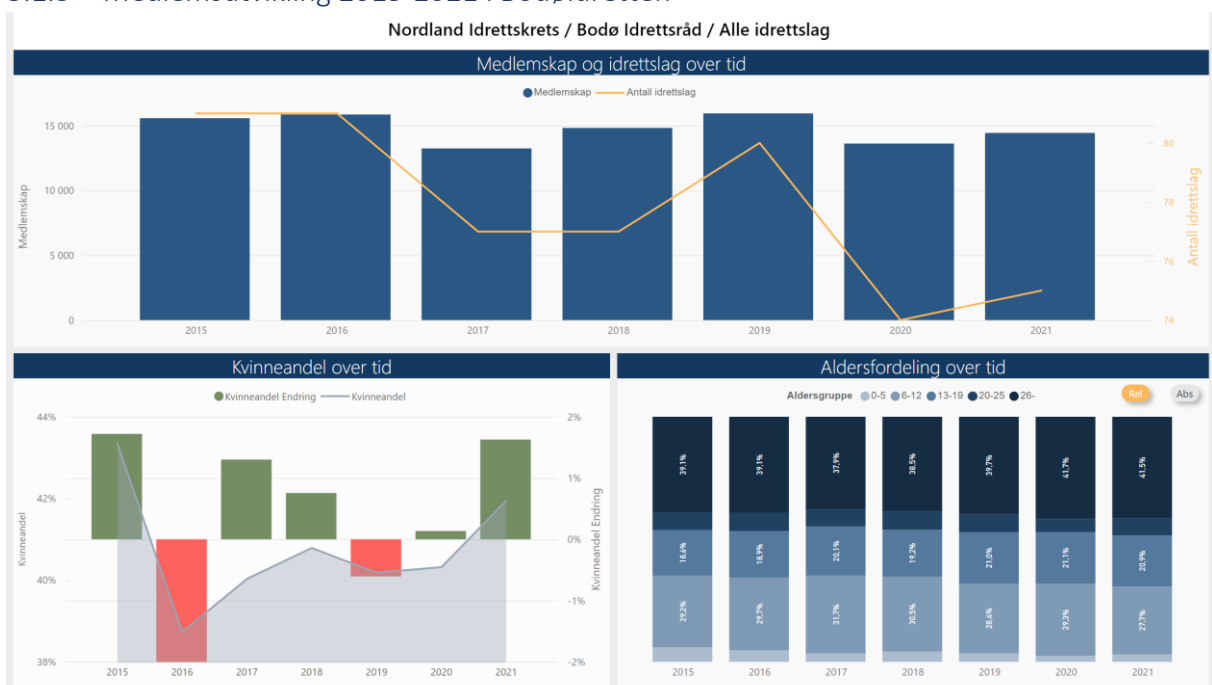 Nordland Idrettskrets / Bodø Idrettsråd / Alle idrettslag
Medlemskap og idrettslag over tid
Medlemskap Antall idrettslag
15 000
10 000
5 000
0
Medlemskap
80
78
76
74
Antall idrettslag
2015 2016 2017 2018 2019 2020 2021
Kvinneandel over tid
Kvinneandel Endring Kvinneandel
44%
42%
40%
38%
Kvinneandel
2%
1%
0%
-1%
-2%
Kvinneandel Endring
2015 2016 2017 2018 2019 2020 2021
Aldersfordeling over tid
Aldersgruppe 0-5 6-12 13-19 20-25 26-
Rel Abs
39.1% 39.1% 37.9% 38.5% 39.7% 41.7% 41.5%
18.6% 18.9% 20.1% 19.2% 21.0% 21.1% 20.9%
29.2% 29.7% 31.7% 30.5% 28.4% 29.3% 27.7%
2015 2016 2017 2018 2019 2020 2021